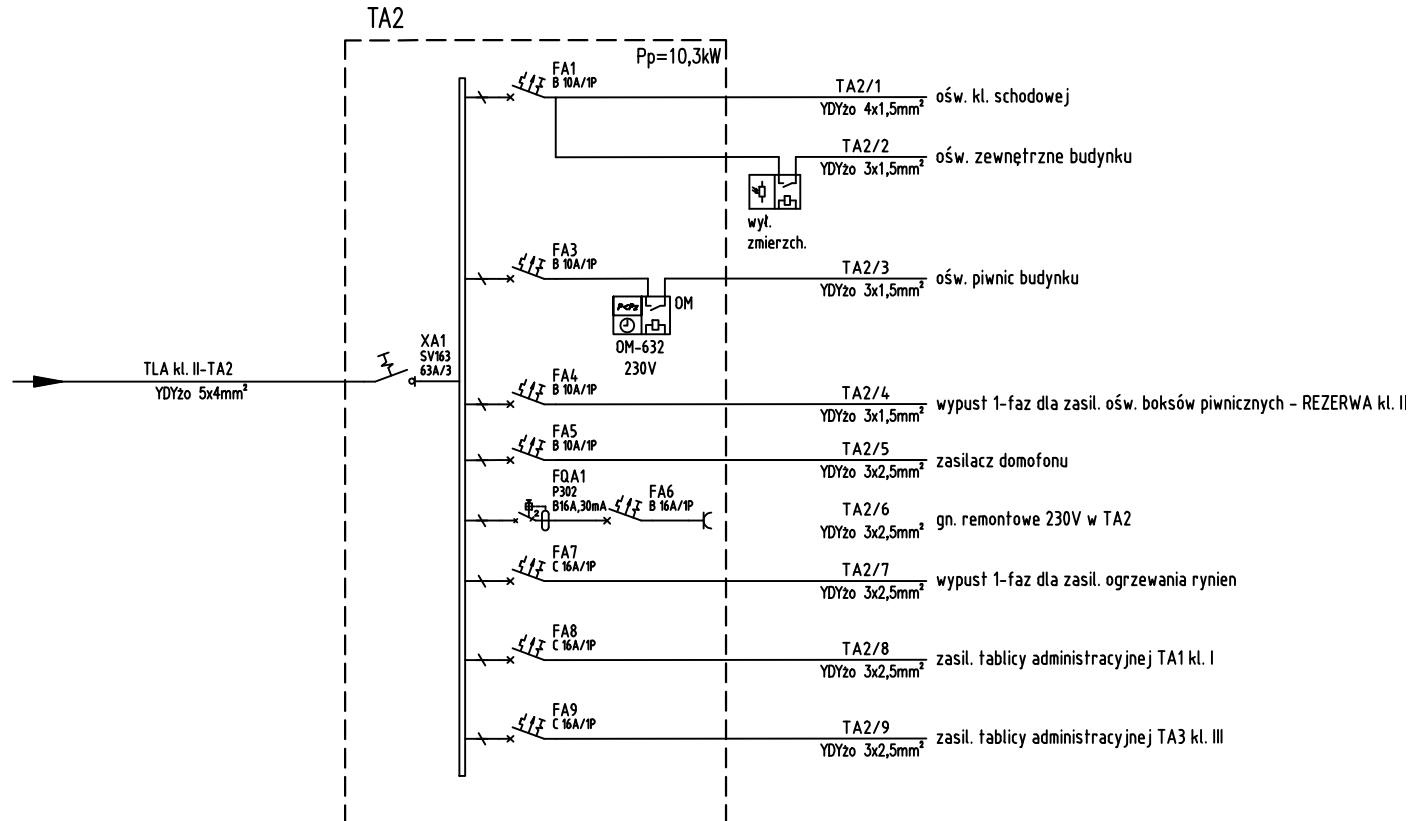 TA2
Pp=10,3kW
FA1
B 10A/1P
TA2/1
YDYżo 4x1,5mm²
ośw. kl. schodowej
TA2/2
YDYżo 3x1,5mm²
ośw. zewnętrzne budynku
wył.
zmierzch.
FA3
B 10A/1P
TA2/3
YDYżo 3x1,5mm²
ośw. piwnic budynku
P<Pz
OM
OM-632
230V
TLA kl. II-TA2
YDYżo 5x4mm²
XA1
SV163
63A/3
FA4
B 10A/1P
TA2/4
YDYżo 3x1,5mm²
wypust 1-faz dla zasil. ośw. boksów piwnicznych - REZERWA kl. II
FA5
B 10A/1P
TA2/5
YDYżo 3x2,5mm²
zasilacz domofonu
FQA1
P302
B16A,30mA
2
FA6
B 16A/1P
TA2/6
YDYżo 3x2,5mm²
gn. remontowe 230V w TA2
FA7
C 16A/1P
TA2/7
YDYżo 3x2,5mm²
wypust 1-faz dla zasil. ogrzewania rynien
FA8
C 16A/1P
TA2/8
YDYżo 3x2,5mm²
zasil. tablicy administracyjnej TA1 kl. I
FA9
C 16A/1P
TA2/9
YDYżo 3x2,5mm²
zasil. tablicy administracyjnej TA3 kl. III